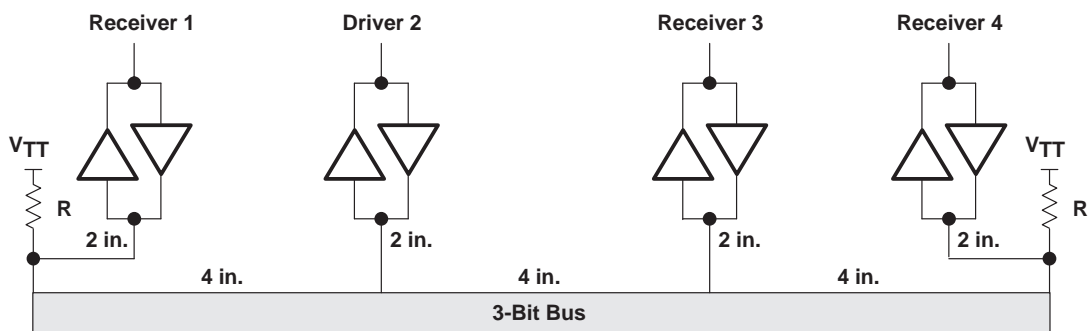 Receiver 1 Driver 2 Receiver 3 Receiver 4
VTT VTT
R R
2 in. 2 in. 2 in. 2 in.
4 in. 4 in. 4 in.
3-Bit Bus